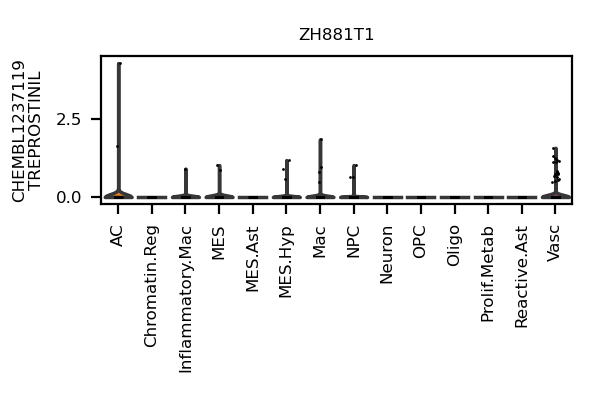 ZH881T1
CHEMBL1237119
TREPROSTINIL
2.5
0.0
AC
Chromatin.Reg
Inflammatory.Mac
MES
MES.Ast
MES.Hyp
Mac
NPC
Neuron
OPC
Oligo
Prolif.Metab
Reactive.Ast
Vasc